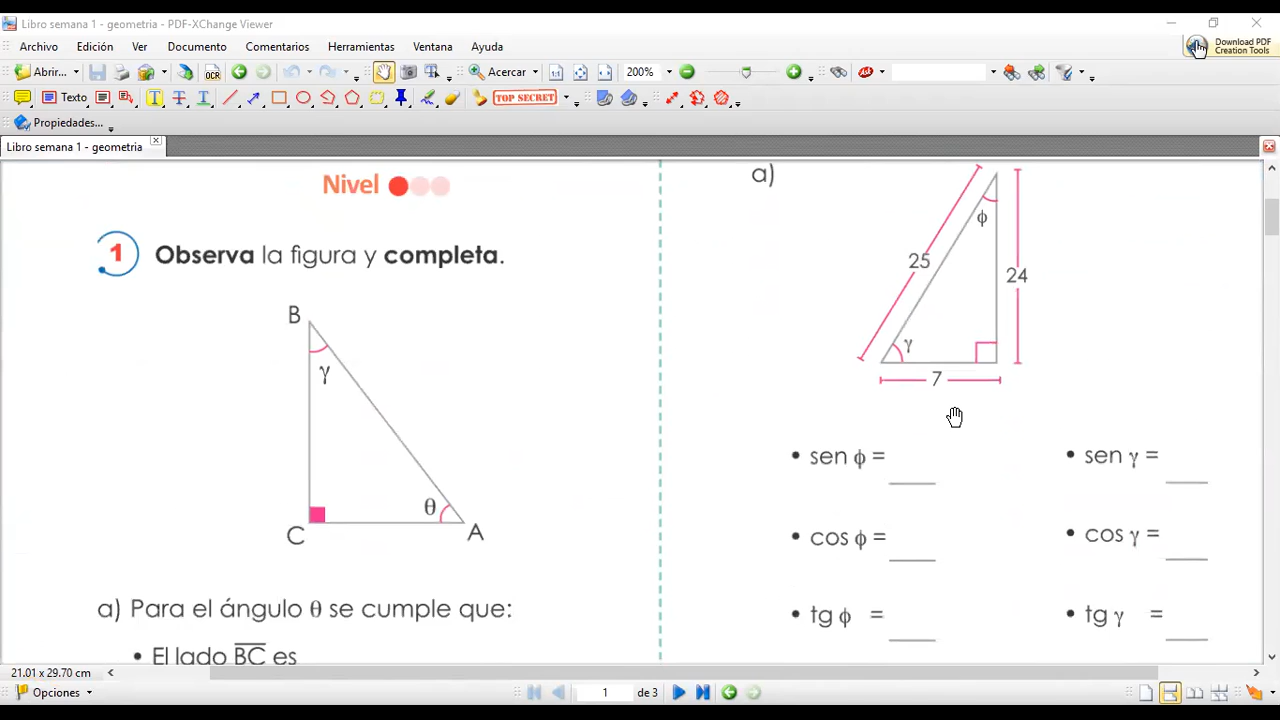 Libro semana 1 - geometria - PDF-XChange Viewer
Archivo Edición Ver Documento Comentarios Herramientas Ventana Ayuda
Download PDF
Creation Tools
Abrir... OCR Acercar 200%
Texto TOP SECRET
Propiedades...
Libro semana 1 - geometria
Nivel
1 Observa la figura y completa.
B
γ
θ
C
A
a) Para el ángulo θ se cumple que:
• El lado BC es
a)
ϕ
25
24
γ
7
• sen ϕ = • sen γ =
• cos ϕ = • cos γ =
• tg ϕ = • tg γ =
21.01 x 29.70 cm
Opciones 1 de 3